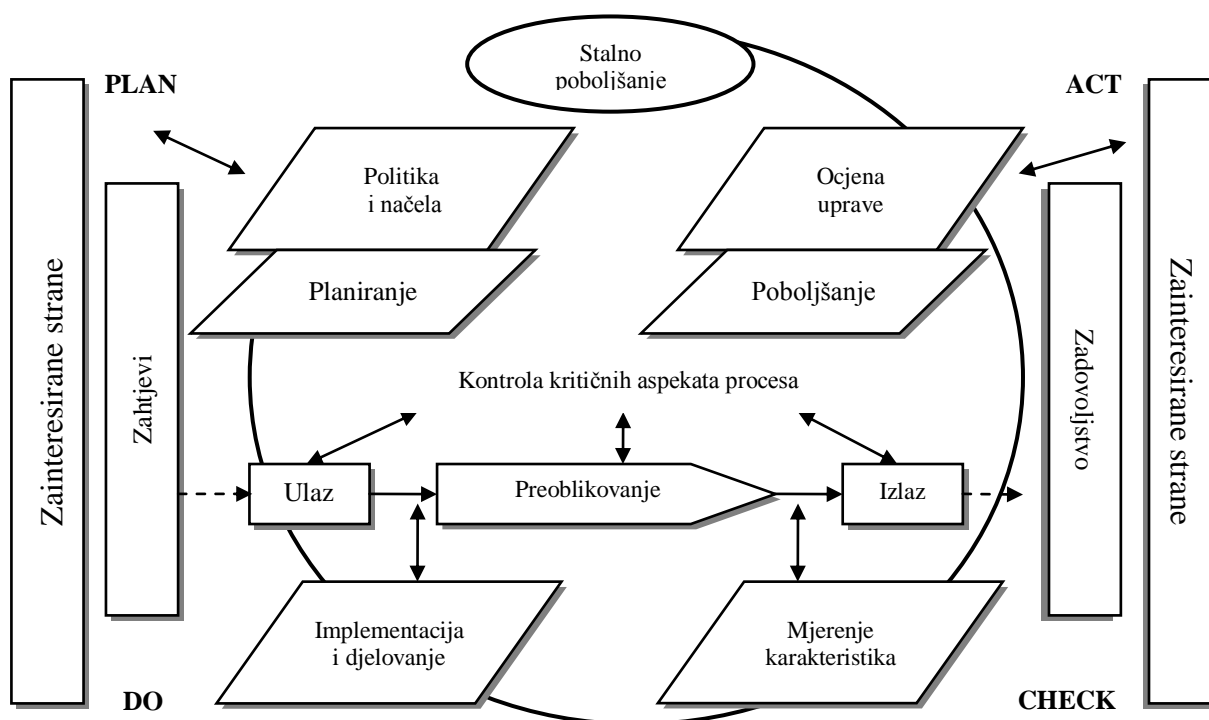 Stalno
poboljšanje
PLAN
ACT
Politika
i načela
Ocjena
uprave
Planiranje
Poboljšanje
Zainteresirane strane
Zahtjevi
Kontrola kritičnih aspekata procesa
Zadovoljstvo
Zainteresirane strane
Ulaz
Preoblikovanje
Izlaz
Implementacija
i djelovanje
Mjerenje
karakteristika
DO
CHECK